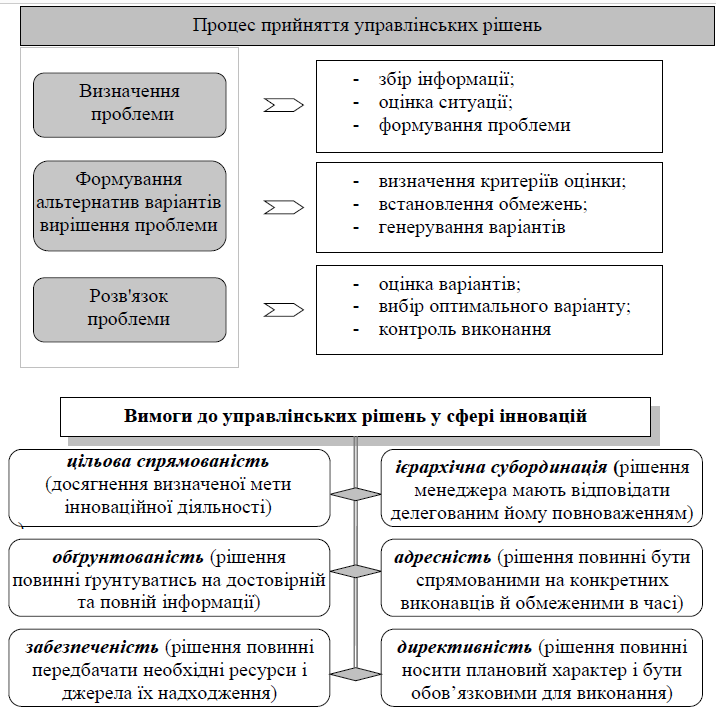 Процес прийняття управлінських рішень
Визначення
проблеми
- збір інформації;
- оцінка ситуації;
- формування проблеми
Формування
альтернатив варіантів
вирішення проблеми
- визначення критеріїв оцінки;
- встановлення обмежень;
- генерування варіантів
Розв'язок
проблеми
- оцінка варіантів;
- вибір оптимального варіанту;
- контроль виконання
Вимоги до управлінських рішень у сфері інновацій
цільова спрямованість
(досягнення визначеної мети
інноваційної діяльності)
ієрархічна субординація (рішення
менеджера мають відповідати
делегованим йому повноваженням)
обґрунтованість (рішення
повинні ґрунтуватись на достовірній
та повній інформації)
адресність (рішення повинні бути
спрямованими на конкретних
виконавців й обмеженими в часі)
забезпеченість (рішення повинні
передбачати необхідні ресурси і
джерела їх надходження)
директивність (рішення повинні
носити плановий характер і бути
обов’язковими для виконання)